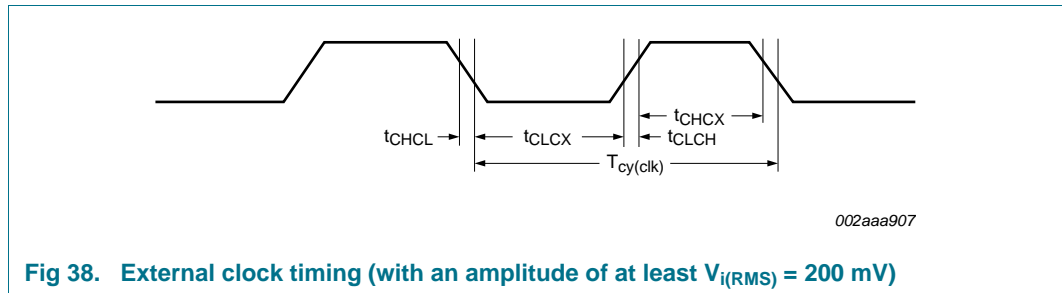 tCHCX
tCHCL tCLCX tCLCH
Tcy(clk)
002aaa907
Fig 38. External clock timing (with an amplitude of at least Vi(RMS) = 200 mV)